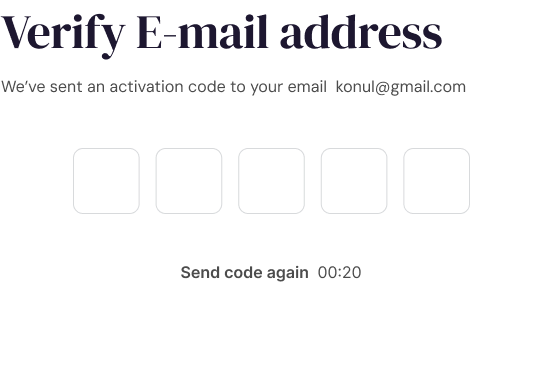 Verify E-mail address
We’ve sent an activation code to your email konul@gmail.com
Send code again 00:20